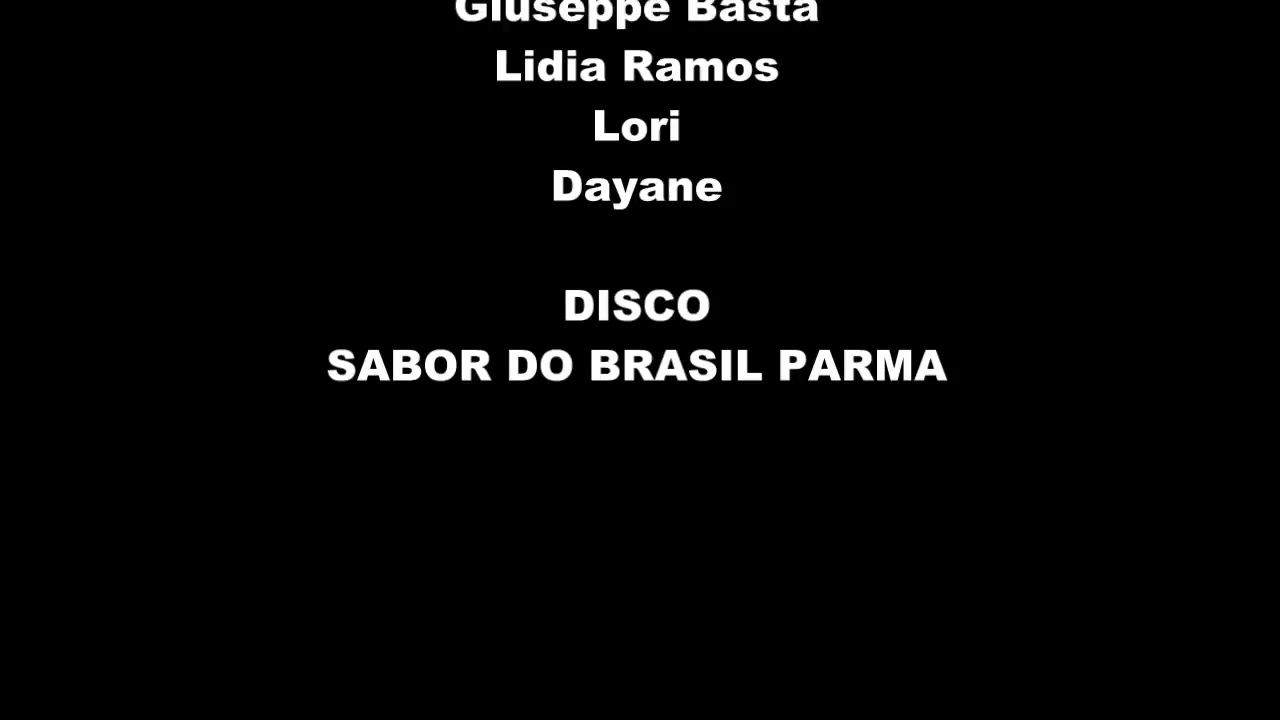 Giuseppe Basta
Lidia Ramos
Lori
Dayane
DISCO
SABOR DO BRASIL PARMA